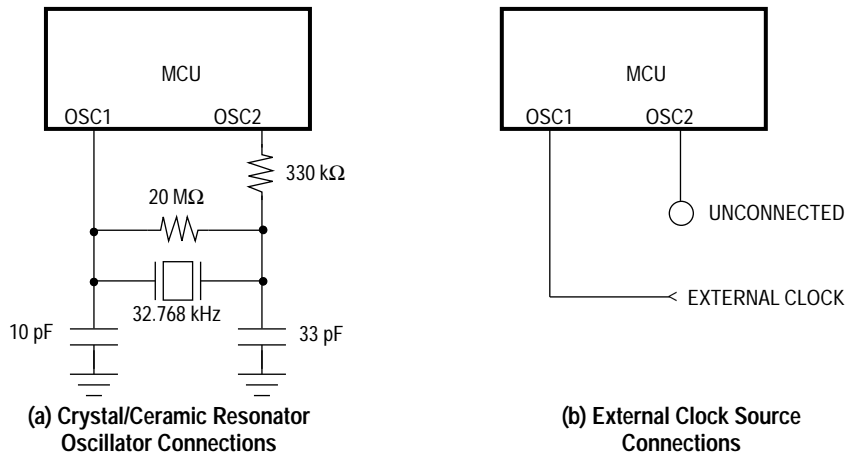 MCU
OSC1
OSC2
330 kΩ
20 MΩ
32.768 kHz
10 pF
33 pF
(a) Crystal/Ceramic Resonator
Oscillator Connections
MCU
OSC1
OSC2
UNCONNECTED
EXTERNAL CLOCK
(b) External Clock Source
Connections